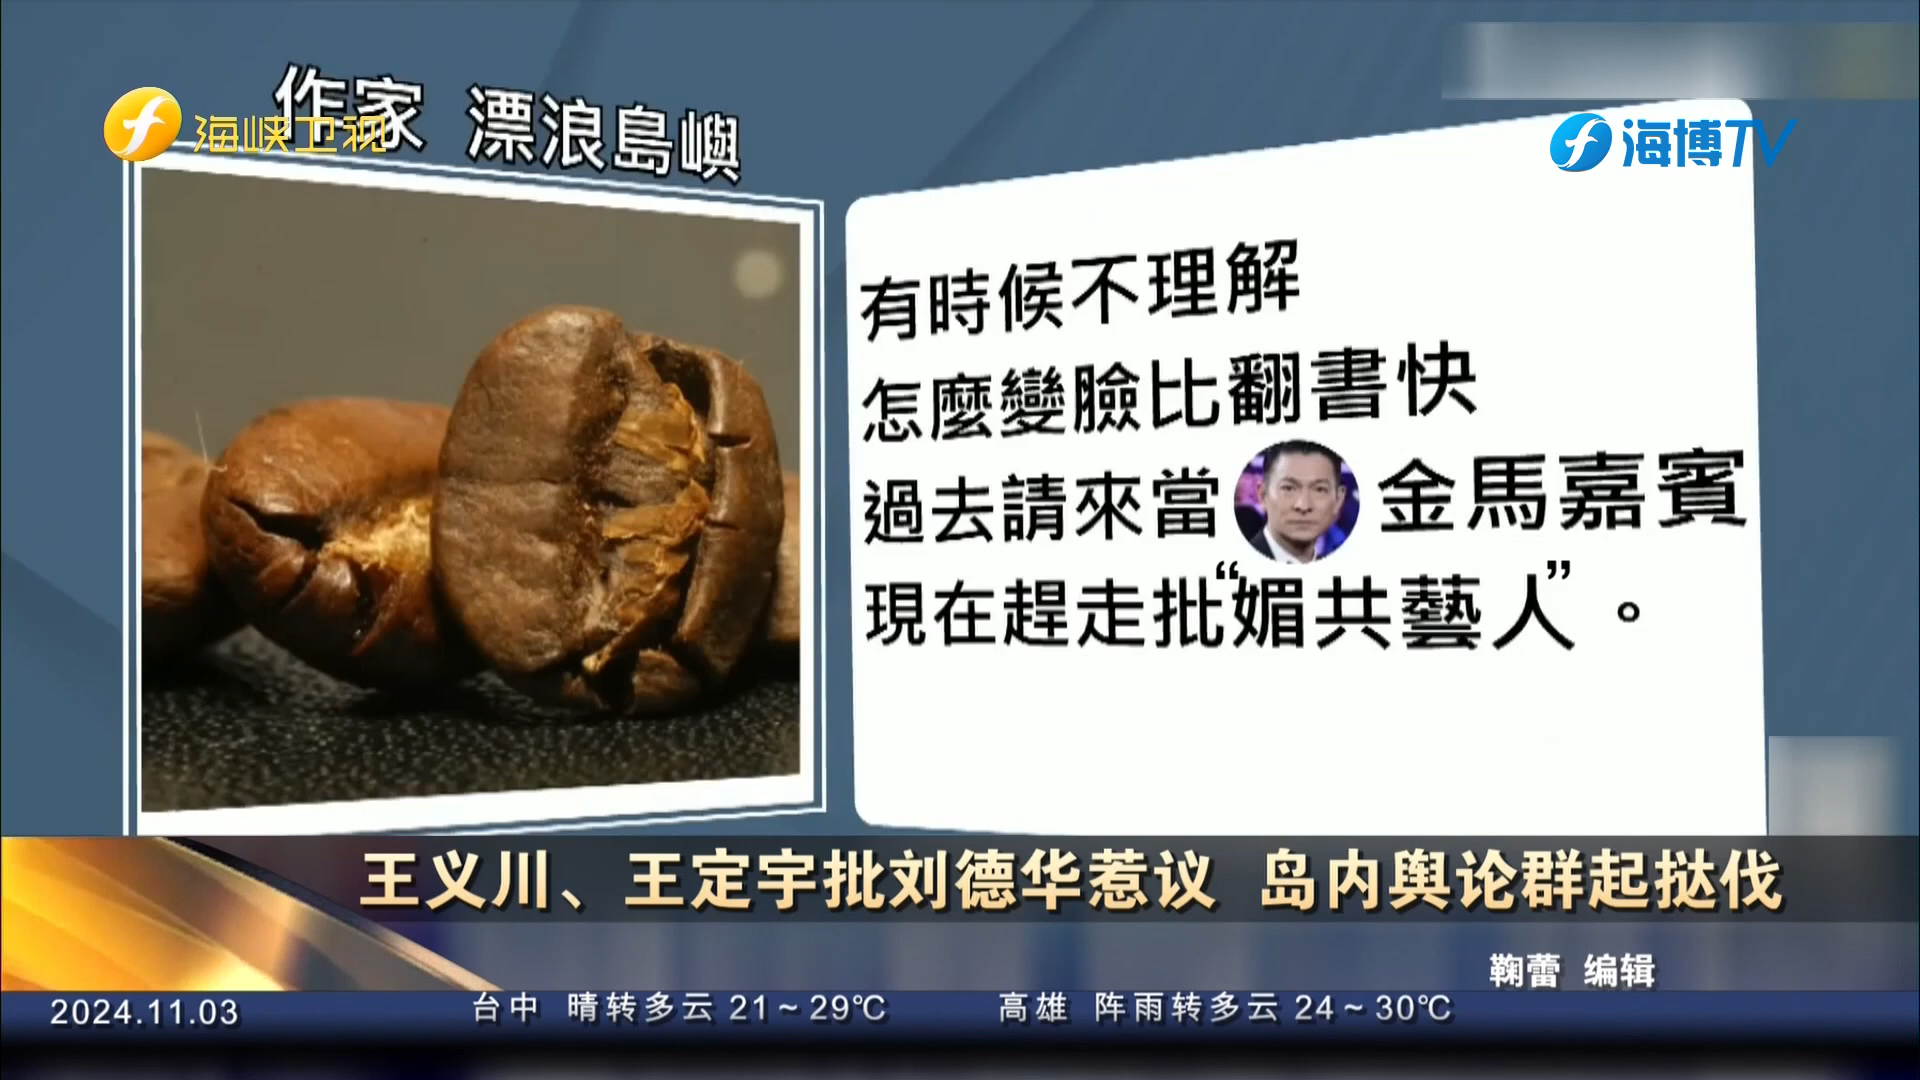 作家 漂浪島嶼
海峡卫视
海博TV
有時候不理解
怎麼變臉比翻書快
過去請來當 金馬嘉賓
現在趕走批“媚共藝人”。
王义川、王定宇批刘德华惹议 岛内舆论群起挞伐
鞠蕾 编辑
2024.11.03 台中 晴转多云 21～29℃ 高雄 阵雨转多云 24～30℃